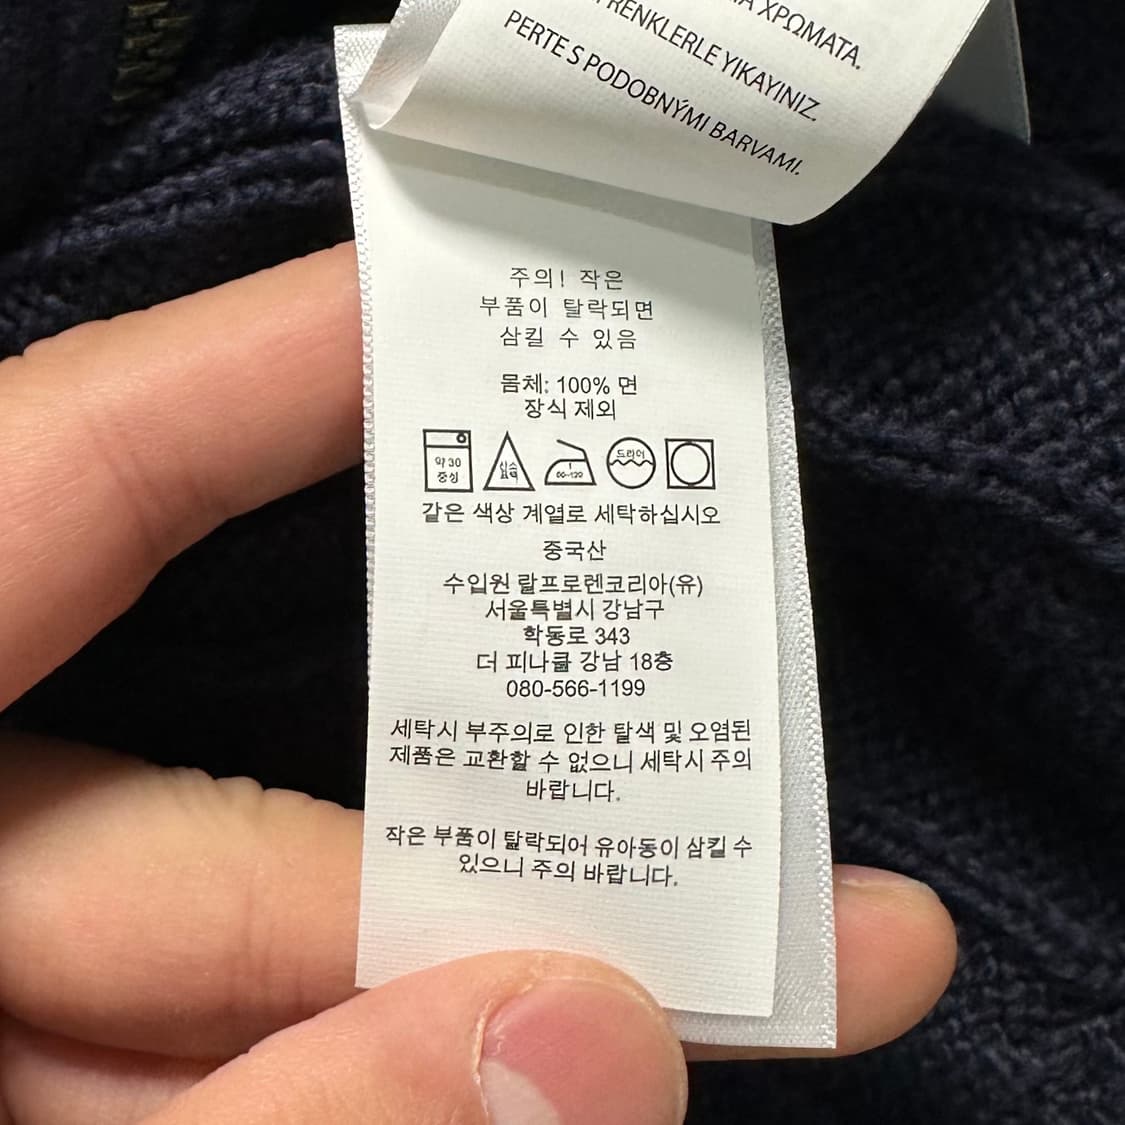 ΧΡΩΜΑΤΑ.
RENKLERLE YIKAYINIZ.
PERTE S PODOBNÝMI BARVAMI.
주의! 작은
부품이 탈락되면
삼킬 수 있음
몸체: 100% 면
장식 제외
약 30
중성
드라이
같은 색상 계열로 세탁하십시오
중국산
수입원 랄프로렌코리아(유)
서울특별시 강남구
학동로 343
더 피나클 강남 18층
080-566-1199
세탁시 부주의로 인한 탈색 및 오염된
제품은 교환할 수 없으니 세탁시 주의
바랍니다.
작은 부품이 탈락되어 유아동이 삼킬 수
있으니 주의 바랍니다.